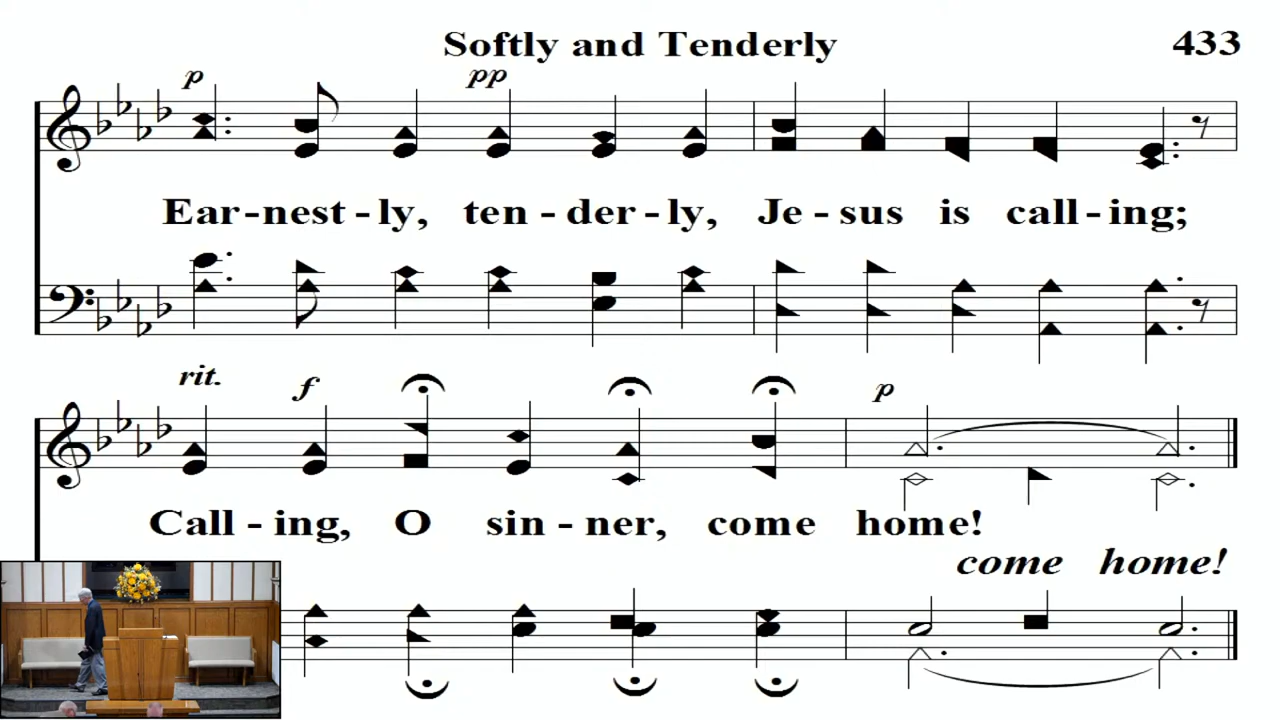 Softly and Tenderly 433
p pp
Ear-nest-ly, ten-der-ly, Je-sus is call-ing;
rit. f p
Call-ing, O sin-ner, come home!
come home!